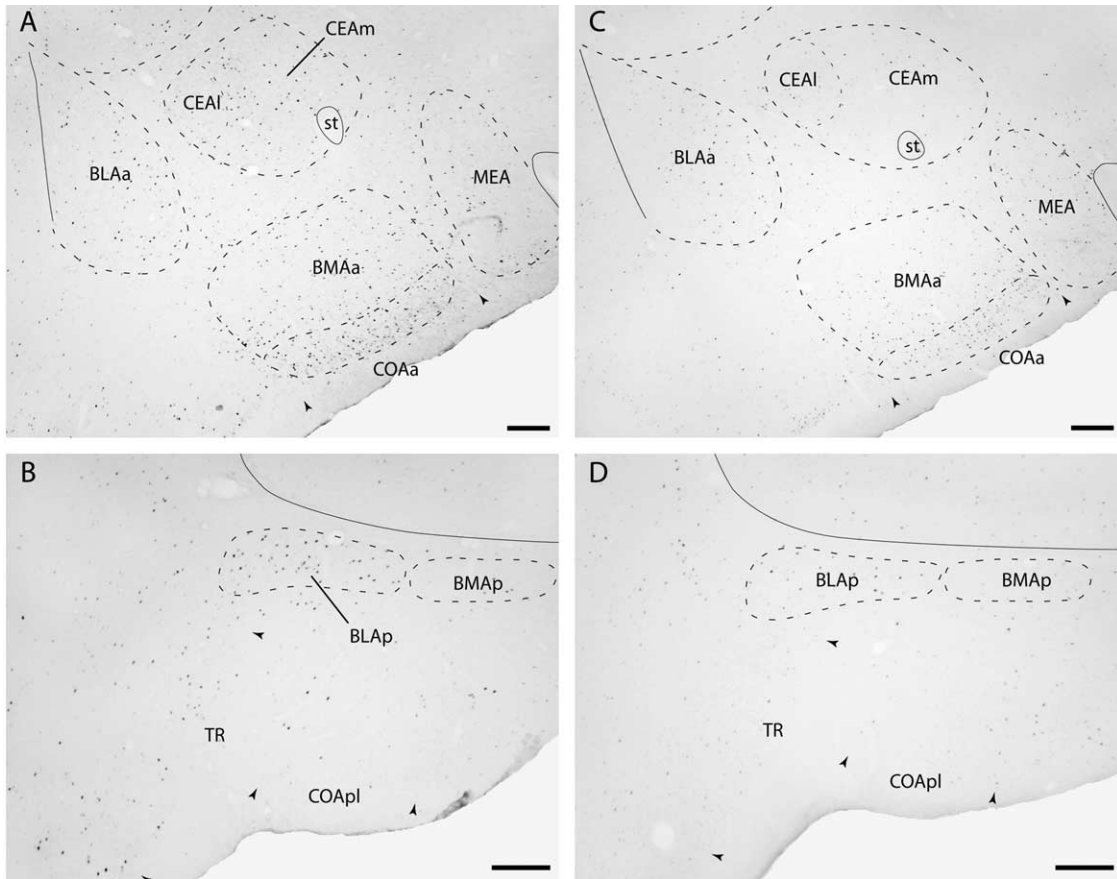 A
CEAm
CEAl
st
BLAa
MEA
BMAa
COAa
C
CEAl
CEAm
st
BLAa
MEA
BMAa
COAa
B
BMAp
BLAp
TR
COApl
D
BLAp
BMAp
TR
COApl